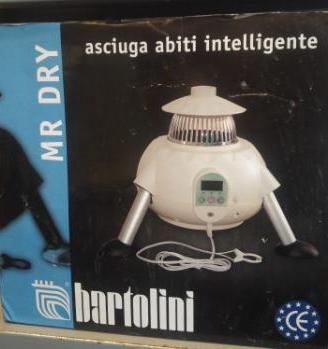 asciuga abiti intelligente
MR DRY
bartolini
CE